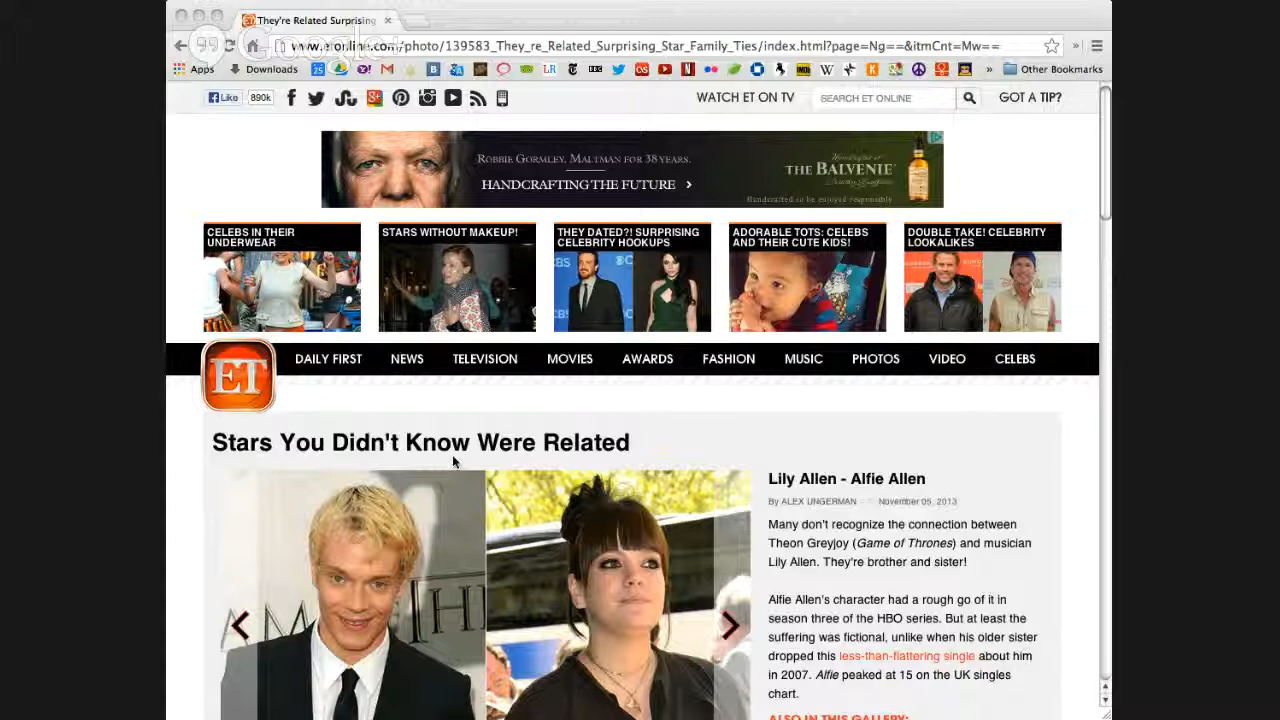 They're Related Surprising
Google+
www.etonline.com/photo/139583_They_re_Related_Surprising_Star_Family_Ties/index.html?page=Ng==&itmCnt=Mw==
Apps Downloads Other Bookmarks
Like 890k WATCH ET ON TV SEARCH ET ONLINE GOT A TIP?
ROBBIE GORMLEY, MALTMAN FOR 38 YEARS.
HANDCRAFTING THE FUTURE
THE BALVENIE
Handcrafted to be enjoyed responsibly
CELEBS IN THEIR
UNDERWEAR
STARS WITHOUT MAKEUP!
THEY DATED?! SURPRISING
CELEBRITY HOOKUPS
ADORABLE TOTS: CELEBS
AND THEIR CUTE KIDS!
DOUBLE TAKE! CELEBRITY
LOOKALIKES
ET DAILY FIRST NEWS TELEVISION MOVIES AWARDS FASHION MUSIC PHOTOS VIDEO CELEBS
Stars You Didn't Know Were Related
Lily Allen - Alfie Allen
By ALEX UNGERMAN November 05, 2013
Many don't recognize the connection between
Theon Greyjoy (Game of Thrones) and musician
Lily Allen. They're brother and sister!
Alfie Allen's character had a rough go of it in
season three of the HBO series. But at least the
suffering was fictional, unlike when his older sister
dropped this less-than-flattering single about him
in 2007. Alfie peaked at 15 on the UK singles
chart.
ALSO IN THIS GALLERY: